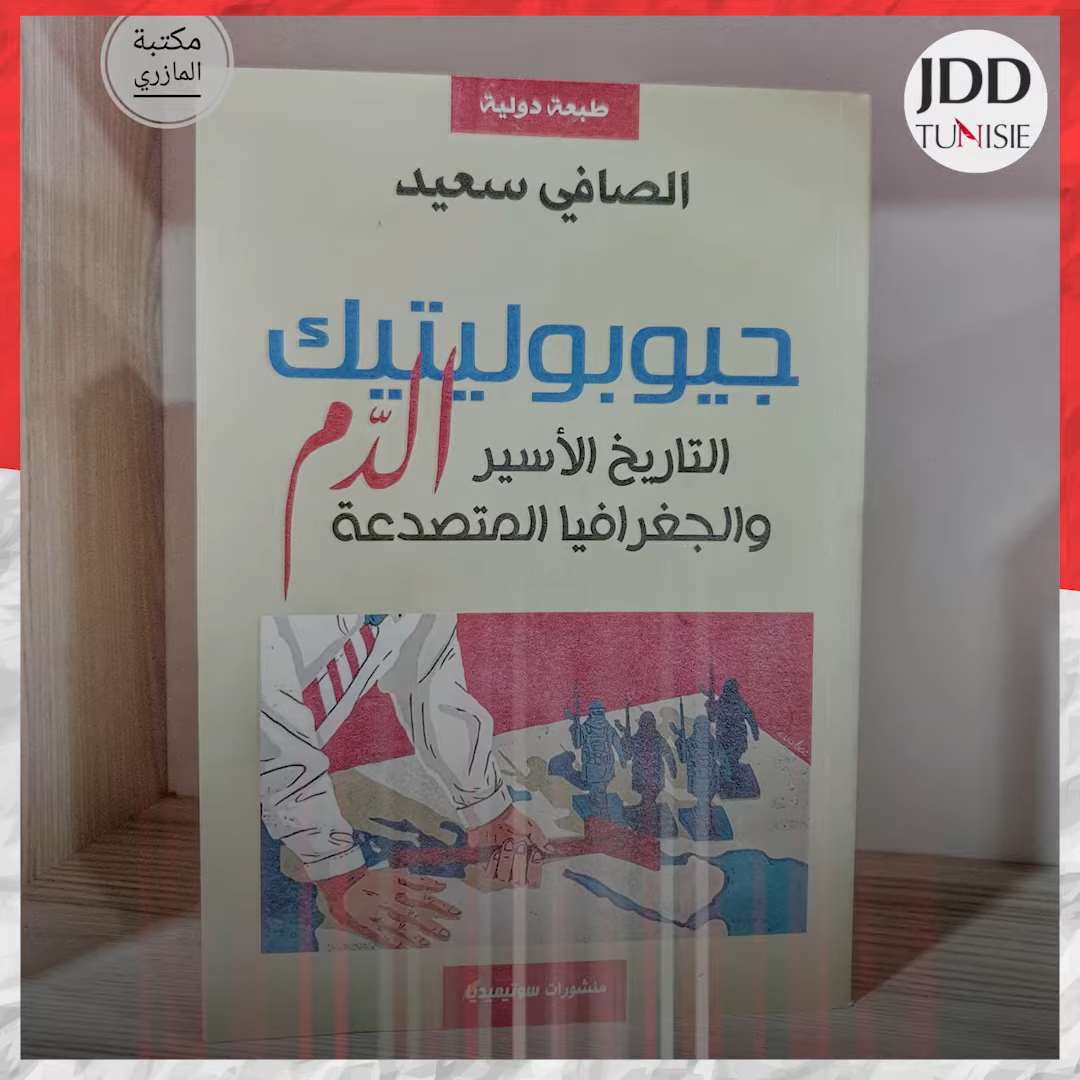 مكتبة
المازري
JDD
TUNISIE
طبعة دولية
الصافي سعيد
جيوبوليتيك
الدّم
التاريخ الأسير
والجغرافيا المتصدعة
منشورات سوتيميديا